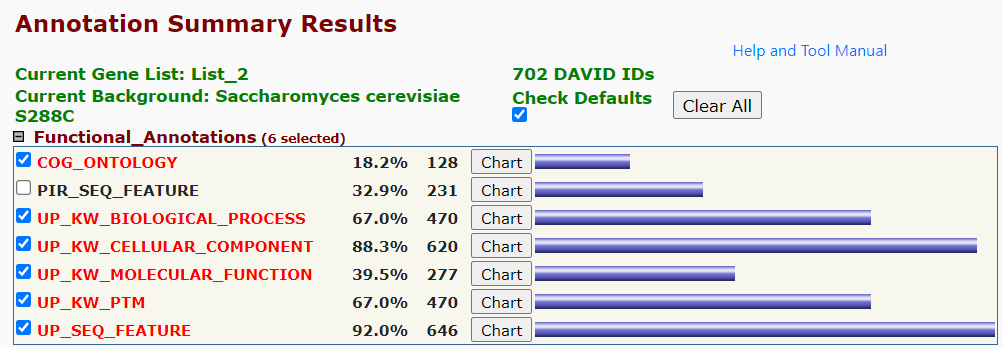 Annotation Summary Results
Help and Tool Manual
Current Gene List: List_2
702 DAVID IDs
Current Background: Saccharomyces cerevisiae
S288C
Check Defaults
Clear All
Functional_Annotations (6 selected)
COG_ONTOLOGY 18.2% 128 Chart
PIR_SEQ_FEATURE 32.9% 231 Chart
UP_KW_BIOLOGICAL_PROCESS 67.0% 470 Chart
UP_KW_CELLULAR_COMPONENT 88.3% 620 Chart
UP_KW_MOLECULAR_FUNCTION 39.5% 277 Chart
UP_KW_PTM 67.0% 470 Chart
UP_SEQ_FEATURE 92.0% 646 Chart